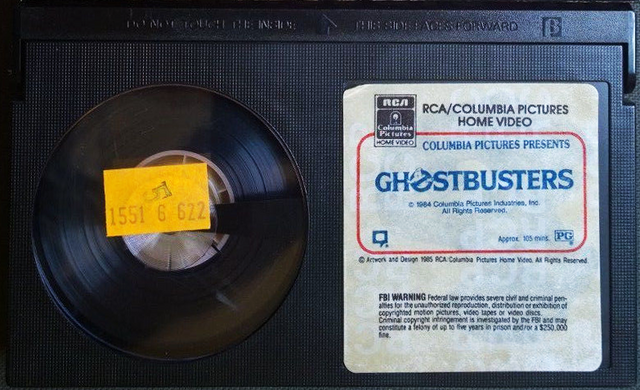 DO NOT TOUCH THE INSIDE THIS SIDE FACES FORWARD B
1551 6 622
RCA
Columbia
Pictures
HOME VIDEO
RCA/COLUMBIA PICTURES
HOME VIDEO
COLUMBIA PICTURES PRESENTS
GHOSTBUSTERS
© 1984 Columbia Pictures Industries, Inc.
All Rights Reserved.
Approx. 105 mins. PG
© Artwork and Design 1985 RCA/Columbia Pictures Home Video. All Rights Reserved.
FBI WARNING Federal law provides severe civil and criminal pen-
alties for the unauthorized reproduction, distribution or exhibition of
copyrighted motion pictures, video tapes or video discs.
Criminal copyright infringement is investigated by the FBI and may
constitute a felony of up to five years in prison and/or a $250,000
fine.